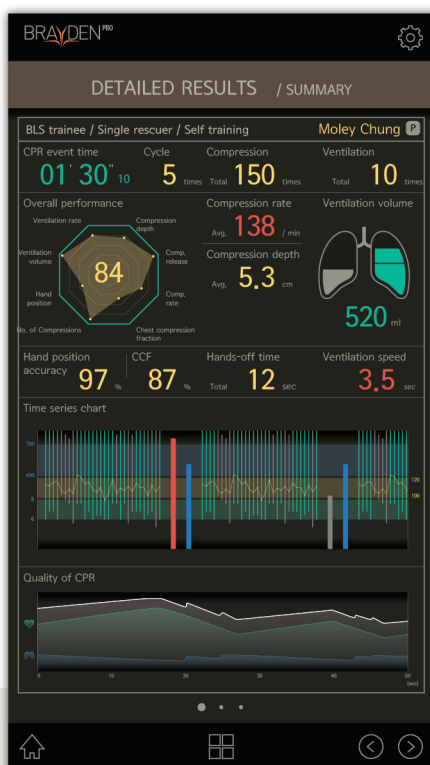 BRAYDEN PRO
DETAILED RESULTS / SUMMARY
BLS trainee / Single rescuer / Self training Moley Chung P
CPR event time Cycle Compression Ventilation
01' 30" 10 5 times Total 150 times Total 10 times
Overall performance
Ventilation rate
Compression depth
Ventilation volume
Comp. release
84
Hand position
Comp. rate
No. of Compressions
Chest compression fraction
Compression rate
Avg. 138 / min
Compression depth
Avg. 5.3 cm
Ventilation volume
520 ml
Hand position accuracy 97 %
CCF 87 %
Hands-off time Total 12 sec
Ventilation speed 3.5 sec
Time series chart
700
400
5
6
120
100
Quality of CPR
0 10 20 30 40 50
(sec)